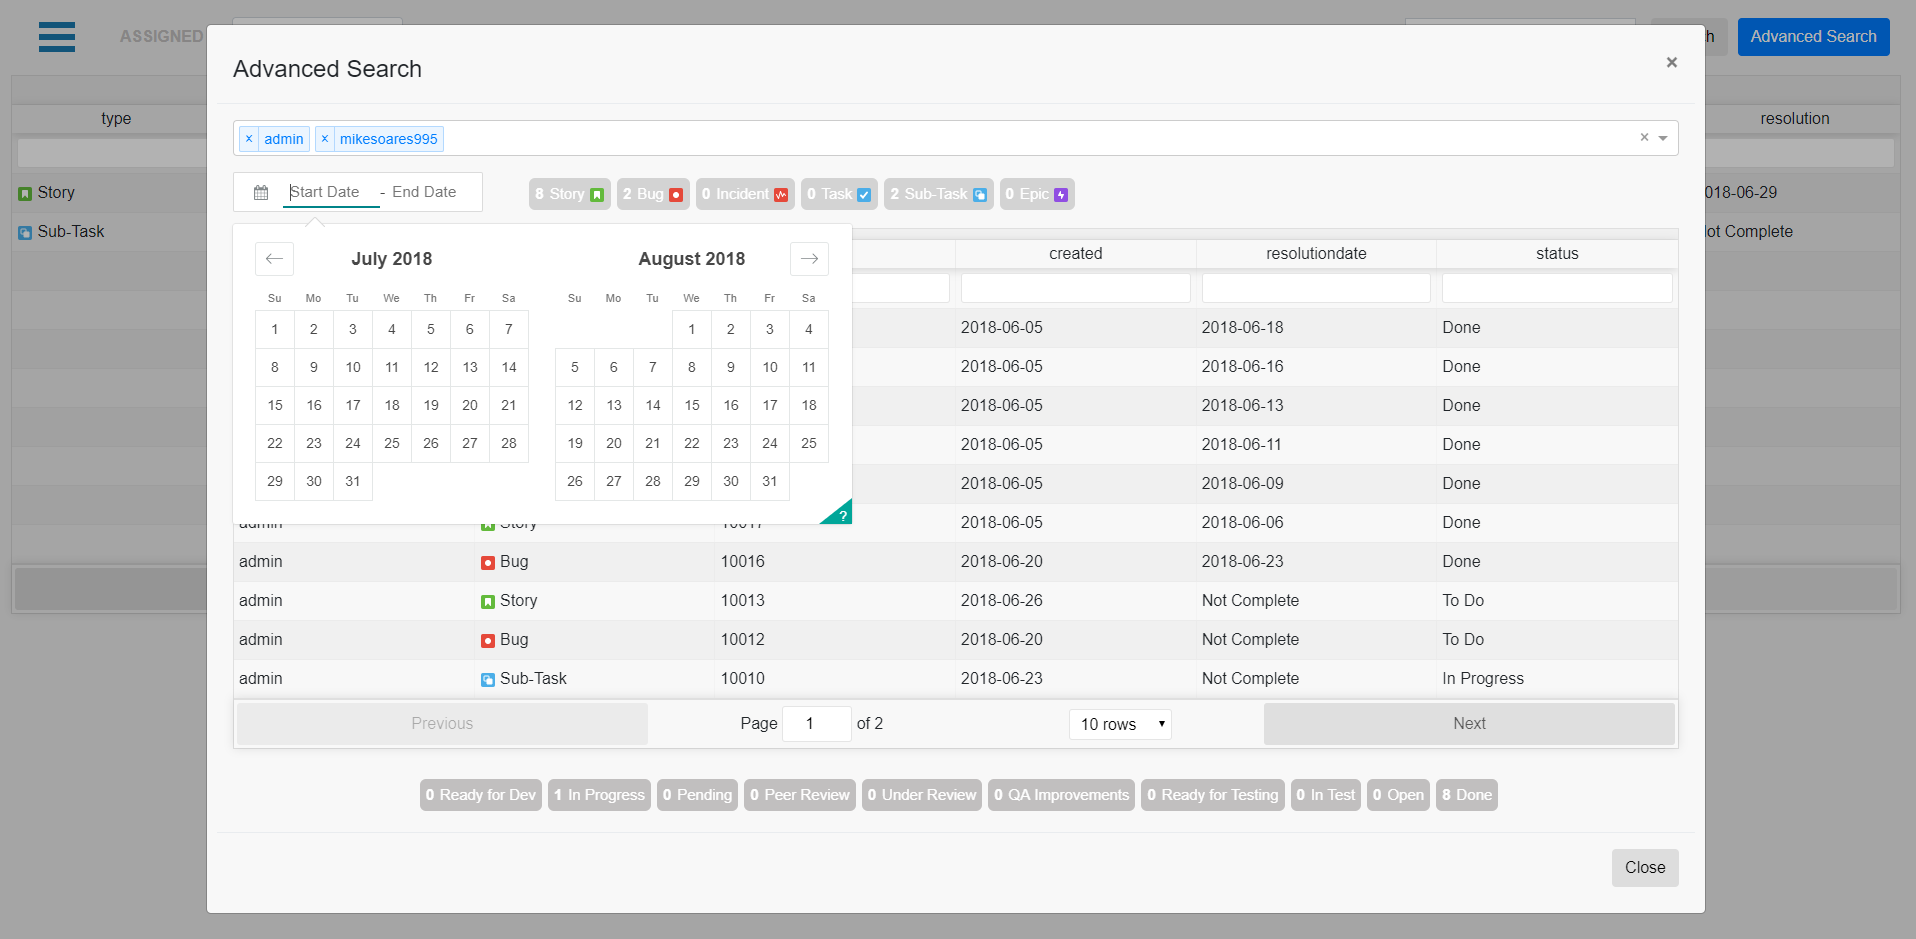 ASSIGNED
Advanced Search
type
resolution
Story
018-06-29
Sub-Task
ot Complete
Advanced Search
×
× admin × mikesoares995
×
Start Date - End Date
8 Story 2 Bug 0 Incident 0 Task 2 Sub-Task 0 Epic
July 2018 August 2018
Su Mo Tu We Th Fr Sa Su Mo Tu We Th Fr Sa
1 2 3 4 5 6 7 1 2 3 4
8 9 10 11 12 13 14 5 6 7 8 9 10 11
15 16 17 18 19 20 21 12 13 14 15 16 17 18
22 23 24 25 26 27 28 19 20 21 22 23 24 25
29 30 31 26 27 28 29 30 31
?
created resolutiondate status
2018-06-05 2018-06-18 Done
2018-06-05 2018-06-16 Done
2018-06-05 2018-06-13 Done
2018-06-05 2018-06-11 Done
2018-06-05 2018-06-09 Done
admin Story 10017 2018-06-05 2018-06-06 Done
admin Bug 10016 2018-06-20 2018-06-23 Done
admin Story 10013 2018-06-26 Not Complete To Do
admin Bug 10012 2018-06-20 Not Complete To Do
admin Sub-Task 10010 2018-06-23 Not Complete In Progress
Previous Page 1 of 2 10 rows Next
0 Ready for Dev 1 In Progress 0 Pending 0 Peer Review 0 Under Review 0 QA Improvements 0 Ready for Testing 0 In Test 0 Open 8 Done
Close